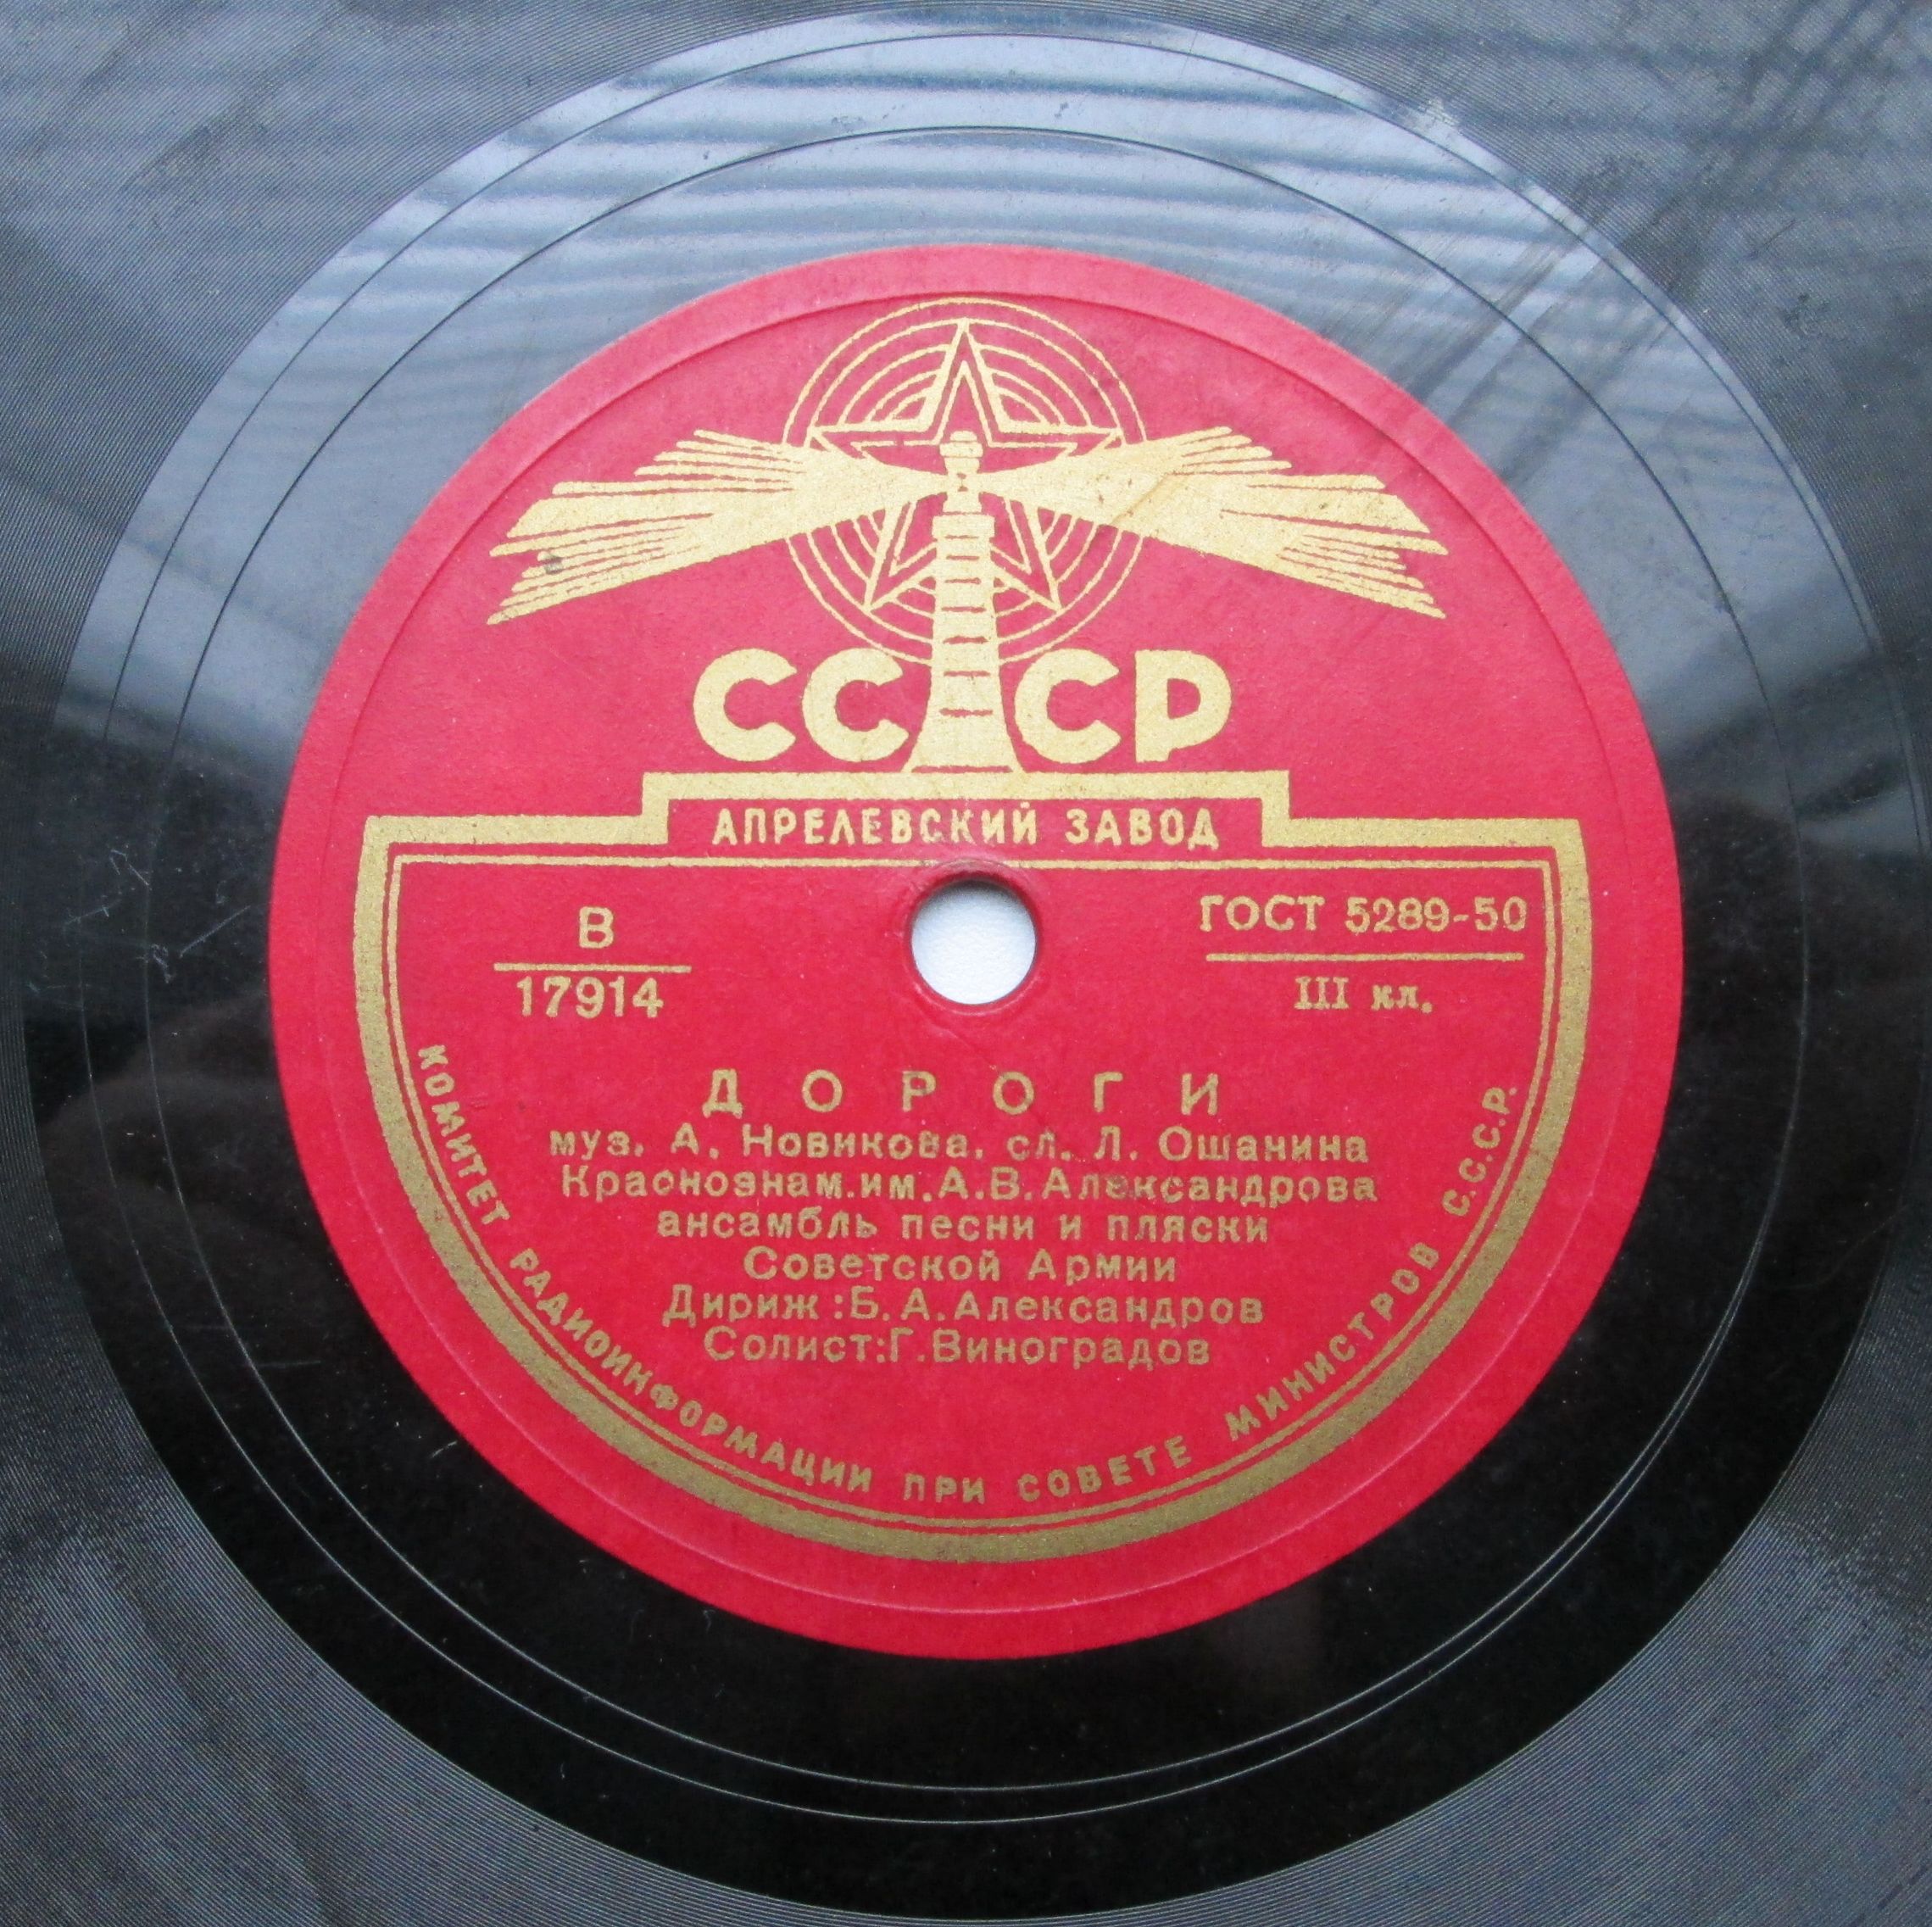 СССР
АПРЕЛЕВСКИЙ ЗАВОД
В
17914
ГОСТ 5289-50
III кл.
ДОРОГИ
муз. А. Новикова, сл. Л. Ошанина
Краснознам.им.А.В.Александрова
ансамбль песни и пляски
Советской Армии
Дириж:Б.А.Александров
Солист:Г.Виноградов
КОМИТЕТ РАДИОИНФОРМАЦИИ ПРИ СОВЕТЕ МИНИСТРОВ С.С.С.Р.